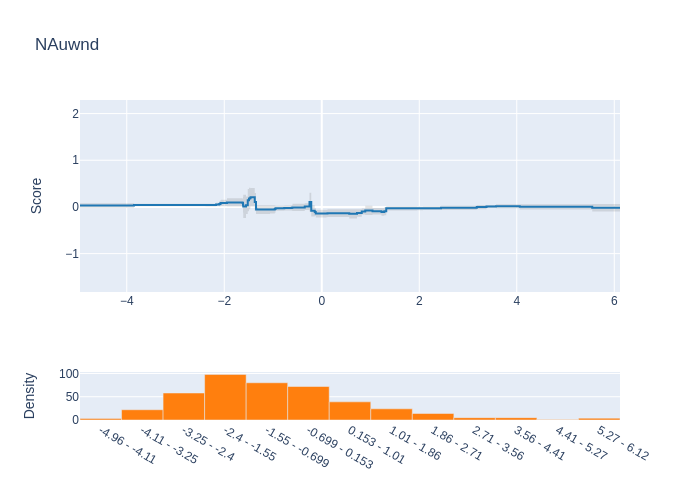 NAuwnd
Score
2
1
0
−1
−4
−2
0
2
4
6
Density
100
50
0
-4.96 - -4.11
-4.11 - -3.25
-3.25 - -2.4
-2.4 - -1.55
-1.55 - -0.699
-0.699 - 0.153
0.153 - 1.01
1.01 - 1.86
1.86 - 2.71
2.71 - 3.56
3.56 - 4.41
4.41 - 5.27
5.27 - 6.12